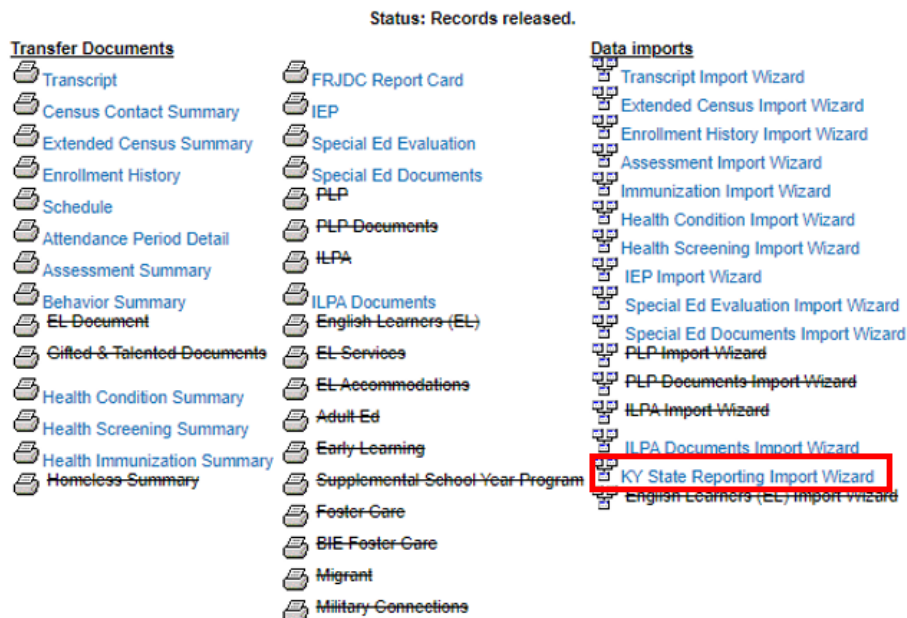 Status: Records released.
Transfer Documents
Transcript
Census Contact Summary
Extended Census Summary
Enrollment History
Schedule
Attendance Period Detail
Assessment Summary
Behavior Summary
EL Document
Gifted & Talented Documents
Health Condition Summary
Health Screening Summary
Health Immunization Summary
Homeless Summary
FRJDC Report Card
IEP
Special Ed Evaluation
Special Ed Documents
PLP
PLP Documents
ILPA
ILPA Documents
English Learners (EL)
EL Services
EL Accommodations
Adult Ed
Early Learning
Supplemental School Year Program
Foster Care
BIE Foster Care
Migrant
Military Connections
Data imports
Transcript Import Wizard
Extended Census Import Wizard
Enrollment History Import Wizard
Assessment Import Wizard
Immunization Import Wizard
Health Condition Import Wizard
Health Screening Import Wizard
IEP Import Wizard
Special Ed Evaluation Import Wizard
Special Ed Documents Import Wizard
PLP Import Wizard
PLP Documents Import Wizard
ILPA Import Wizard
ILPA Documents Import Wizard
KY State Reporting Import Wizard
English Learners (EL) Import Wizard